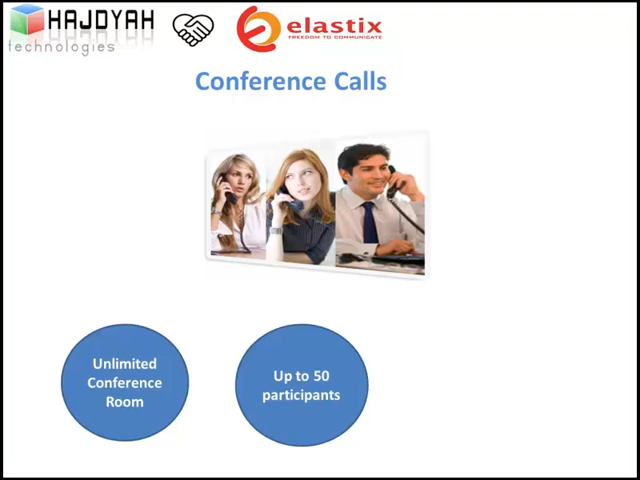 HAJDYAH
technologies
elastix
FREEDOM TO COMMUNICATE
Conference Calls
Unlimited
Conference
Room
Up to 50
participants